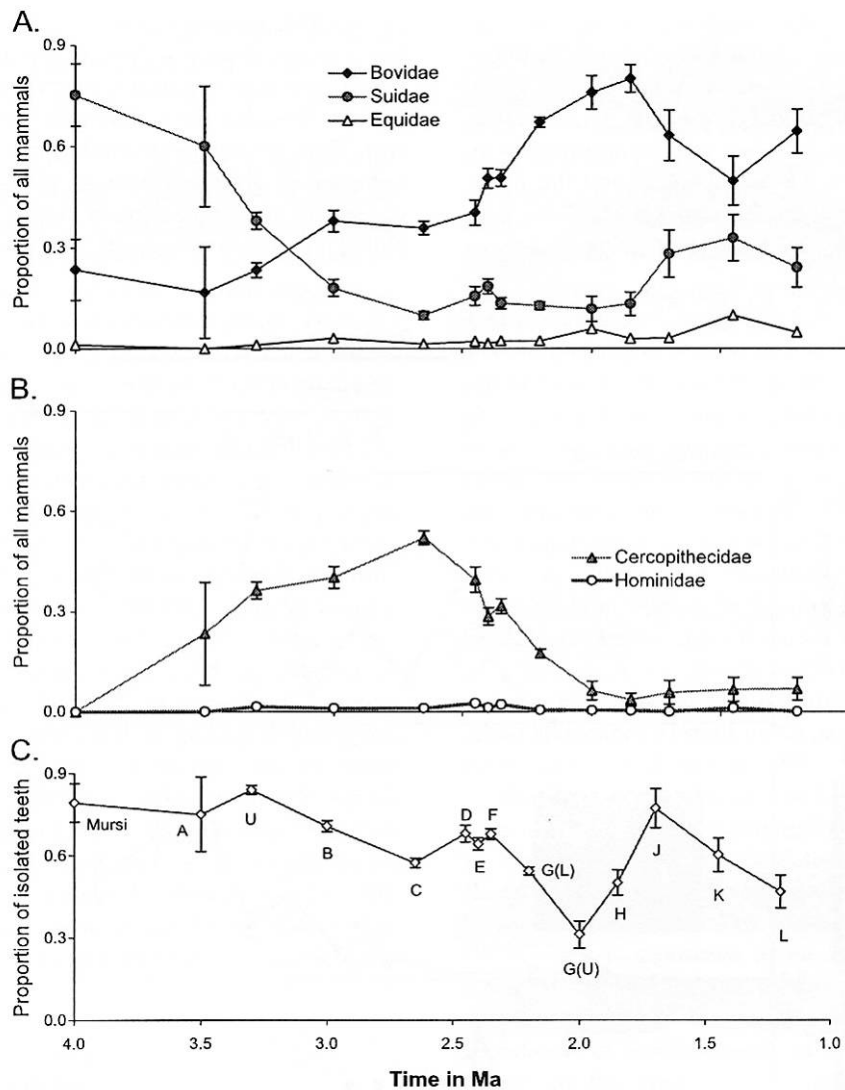 A.
Proportion of all mammals
0.9
0.6
0.3
0.0
Bovidae
Suidae
Equidae
B.
Proportion of all mammals
0.9
0.6
0.3
0.0
Cercopithecidae
Hominidae
C.
Proportion of isolated teeth
0.9
0.6
0.3
0.0
Mursi
A
U
B
C
D
E
F
G(L)
G(U)
H
J
K
L
4.0 3.5 3.0 2.5 2.0 1.5 1.0
Time in Ma